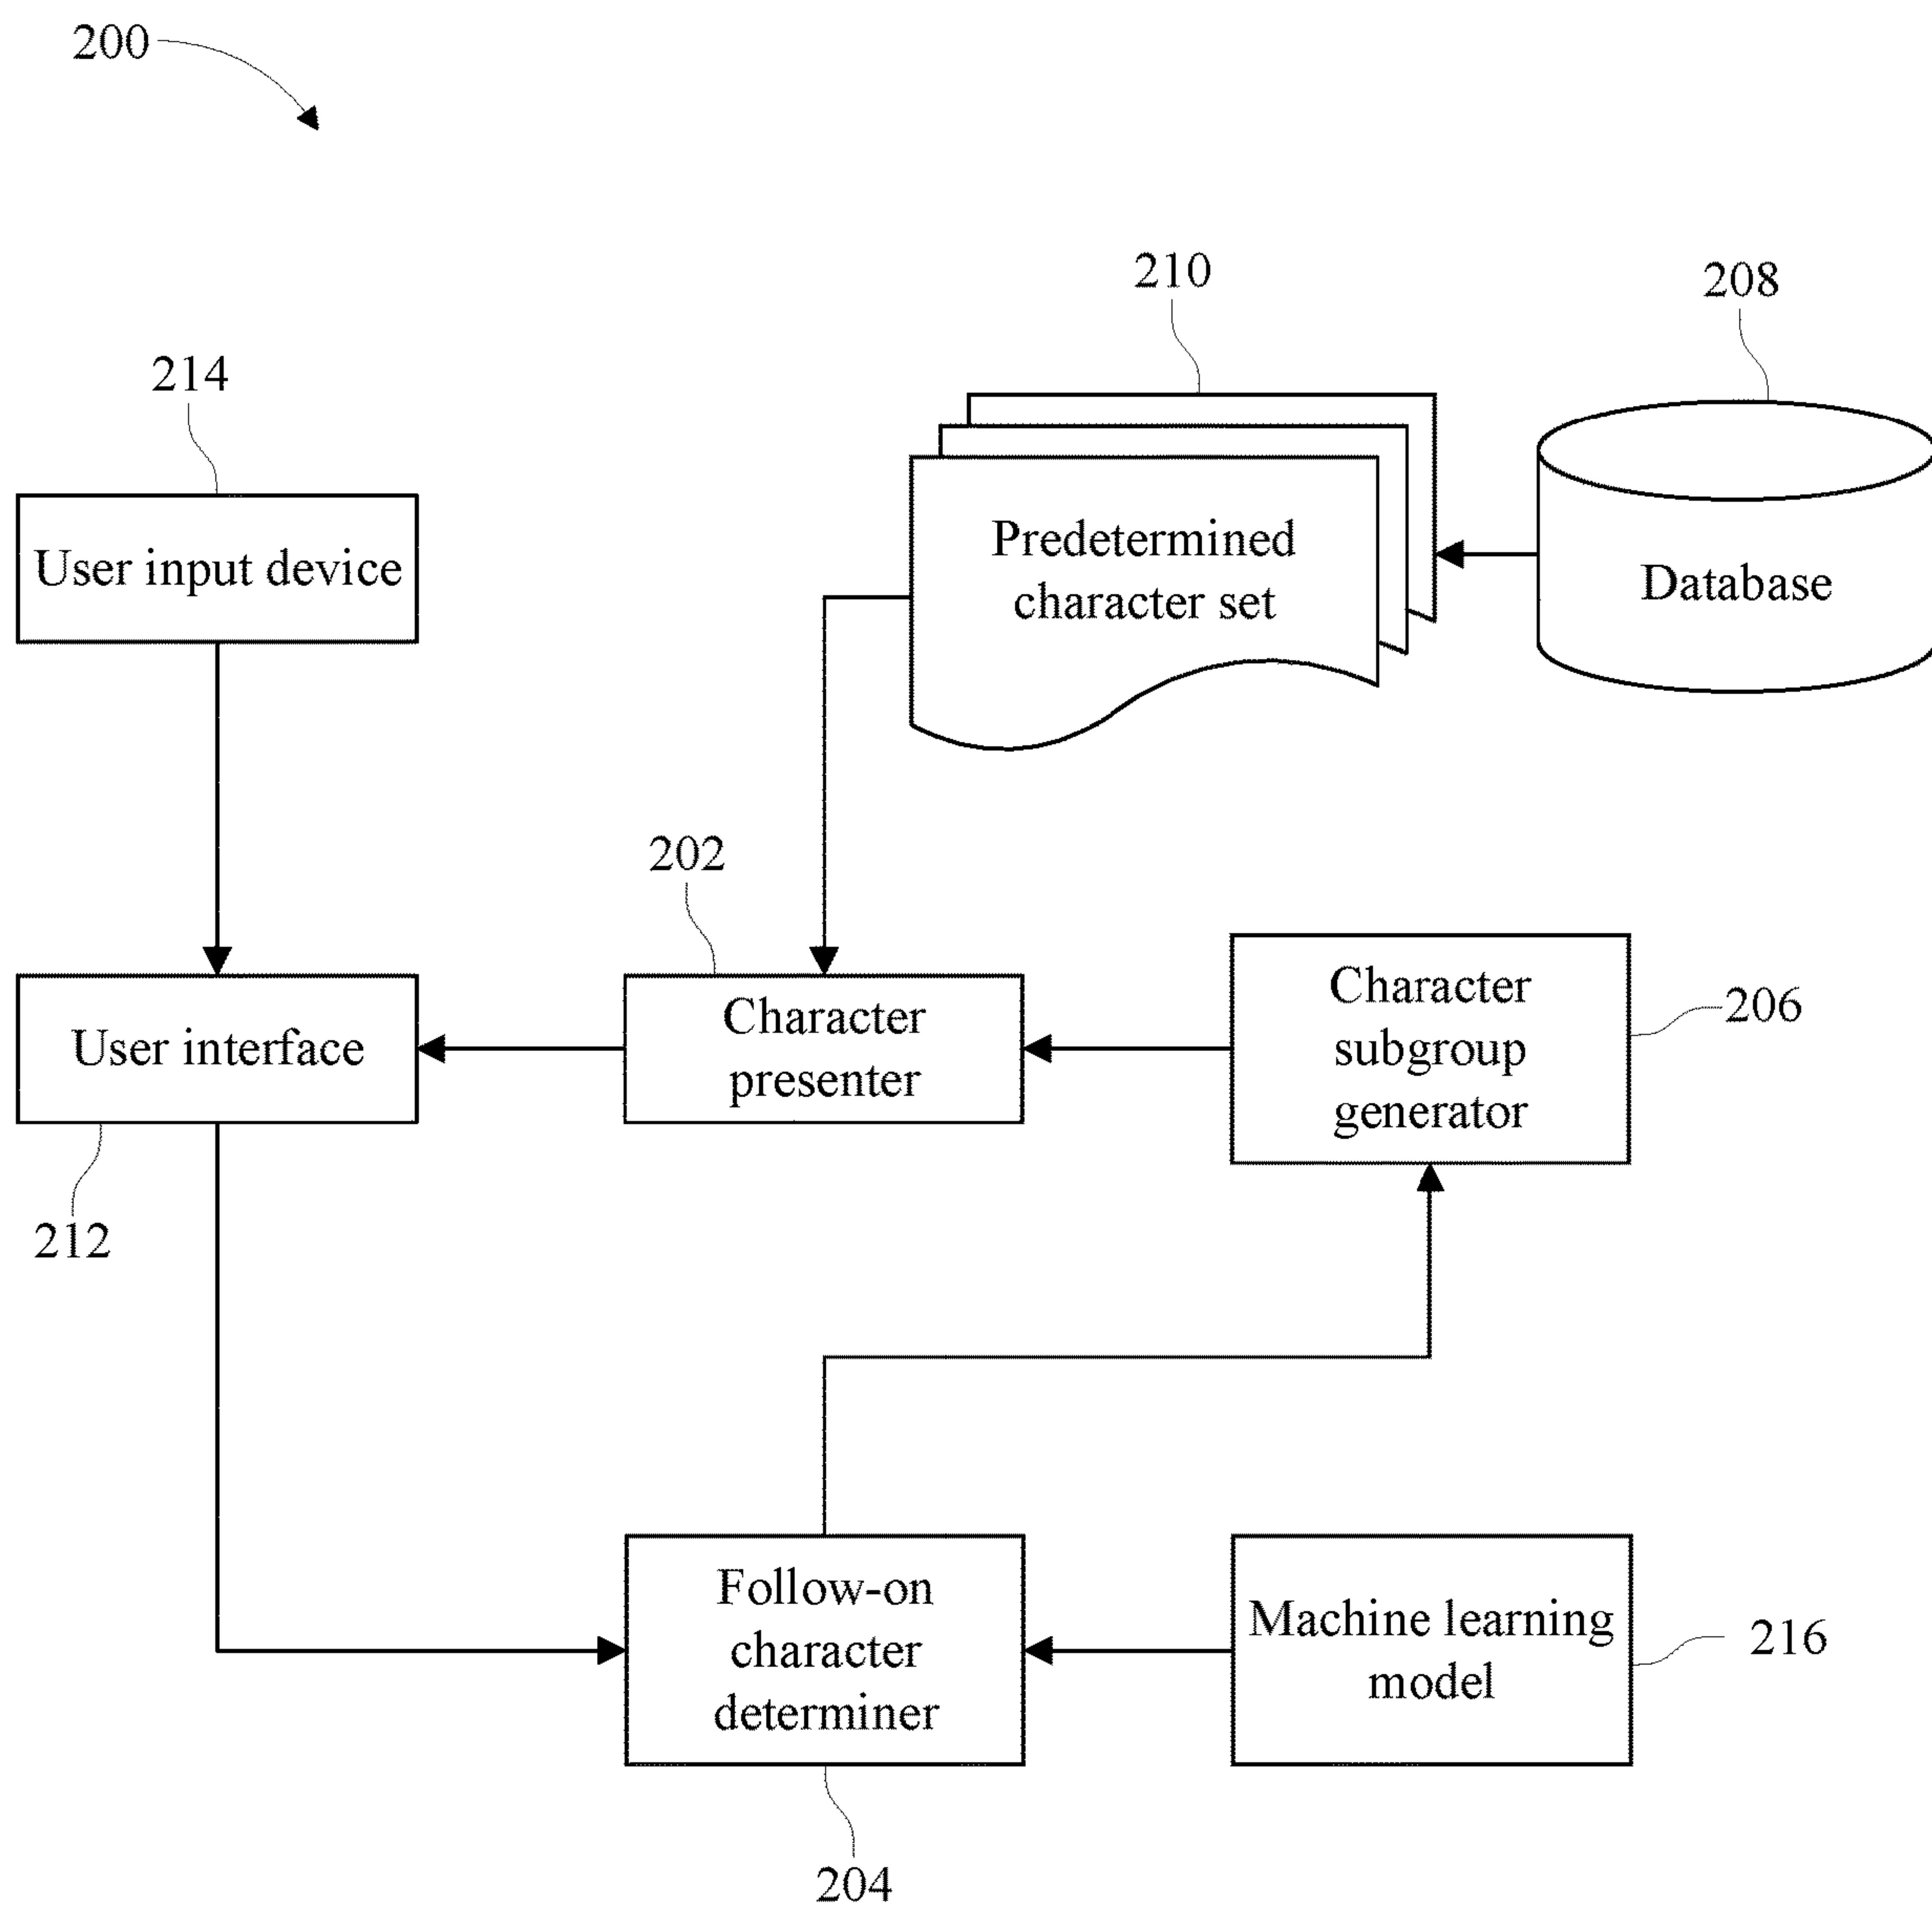 200
210
208
214
Predetermined
character set
User input device
Database
202
Character
subgroup
generator
206
Character
presenter
User interface
212
Follow-on
character
determiner
Machine learning
model
216
204